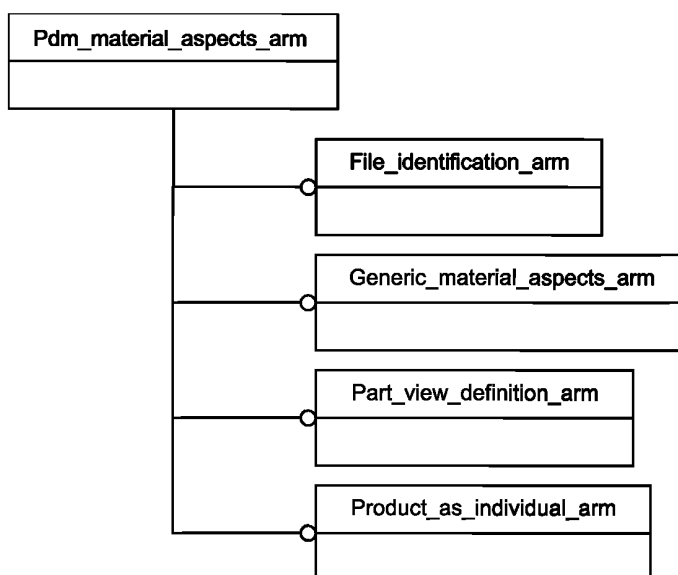 Pdm_material_aspects_arm
File_identification_arm
Generic_material_aspects_arm
Part_view_definition_arm
Product_as_individual_arm